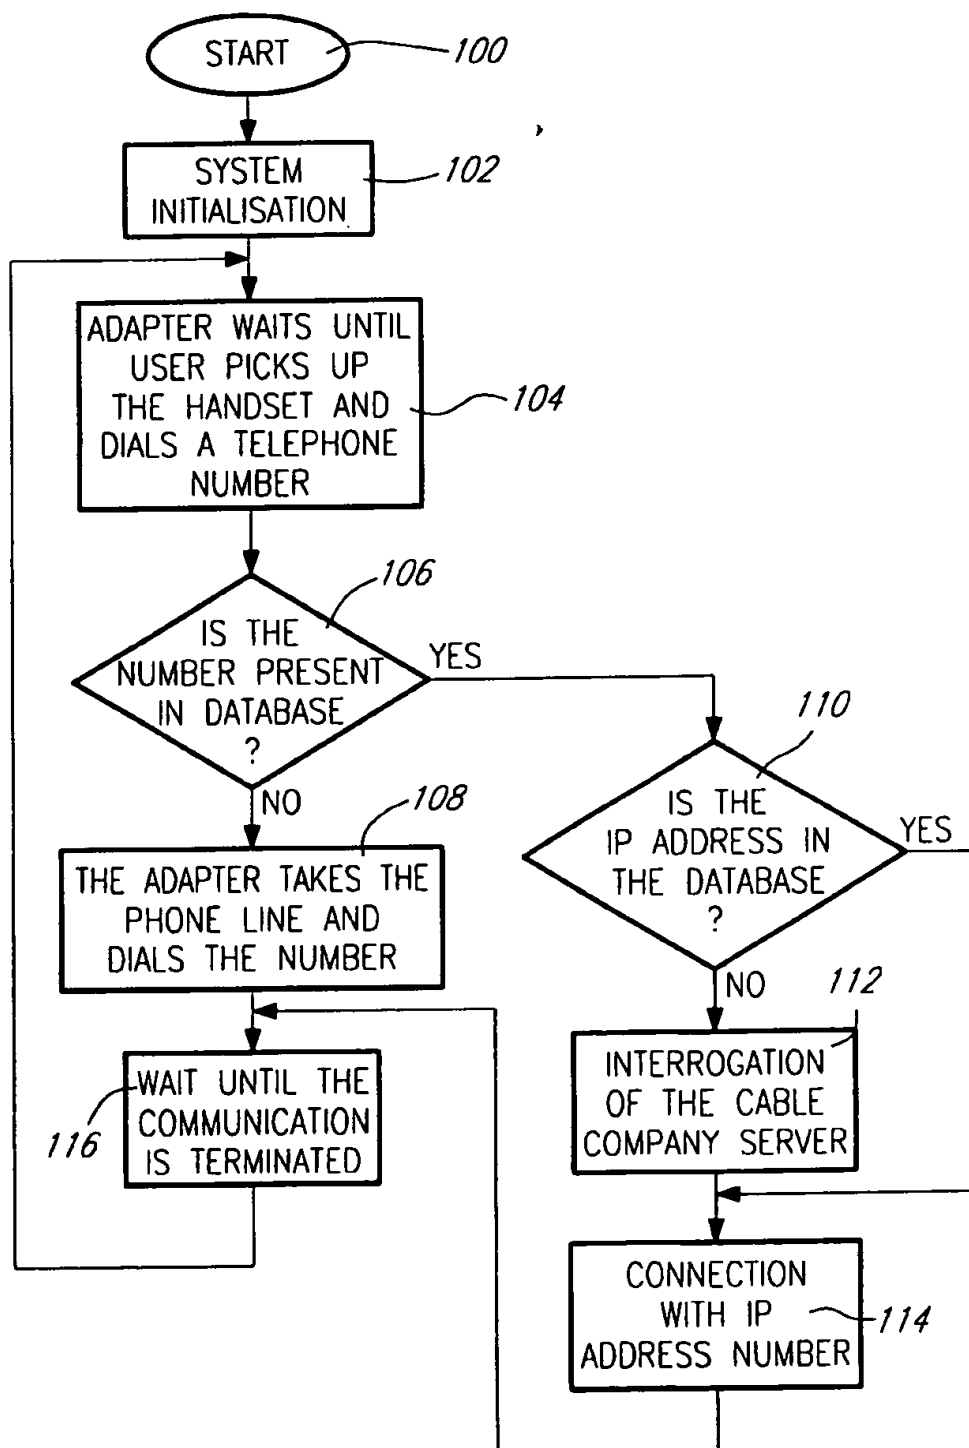 START
100
SYSTEM
INITIALISATION
102
ADAPTER WAITS UNTIL
USER PICKS UP
THE HANDSET AND
DIALS A TELEPHONE
NUMBER
104
106
IS THE
NUMBER PRESENT
IN DATABASE
?
YES
NO
110
IS THE
IP ADDRESS IN
THE DATABASE
?
YES
NO
108
THE ADAPTER TAKES THE
PHONE LINE AND
DIALS THE NUMBER
112
INTERROGATION
OF THE CABLE
COMPANY SERVER
WAIT UNTIL THE
COMMUNICATION
IS TERMINATED
116
CONNECTION
WITH IP
ADDRESS NUMBER
114